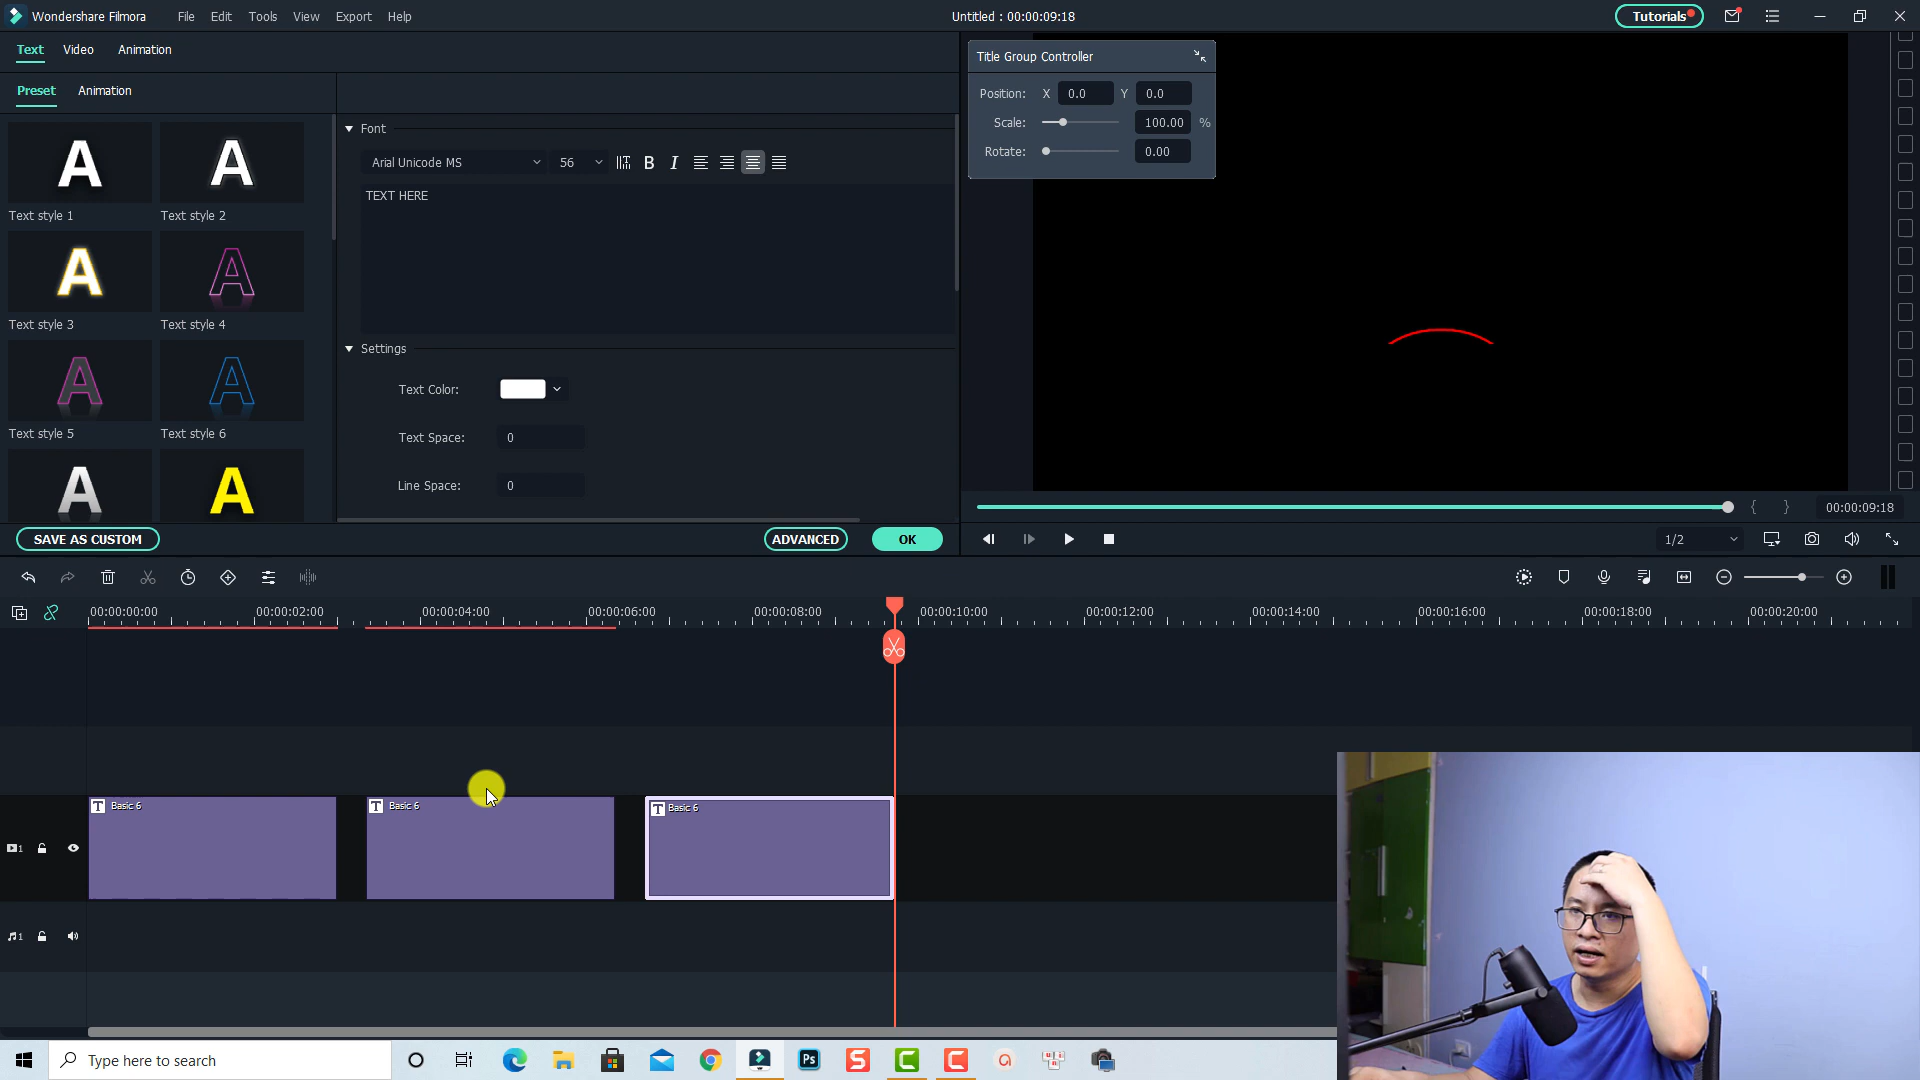 Wondershare Filmora File Edit Tools View Export Help Untitled : 00:00:09:18 Tutorials
Text Video Animation
Title Group Controller
Preset Animation
Position: X 0.0 Y 0.0
Scale: 100.00 %
Rotate: 0.00
Font
Arial Unicode MS 56 B I
TEXT HERE
A A
Text style 1 Text style 2
A A
Text style 3 Text style 4
A A
Text style 5 Text style 6
A A
Settings
Text Color:
Text Space: 0
Line Space: 0
{ } 00:00:09:18
SAVE AS CUSTOM ADVANCED OK
1/2
00:00:00:00 00:00:02:00 00:00:04:00 00:00:06:00 00:00:08:00 00:00:10:00 00:00:12:00 00:00:14:00 00:00:16:00 00:00:18:00 00:00:20:00
T Basic 6 T Basic 6 T Basic 6
1
1
Type here to search Ps S C C